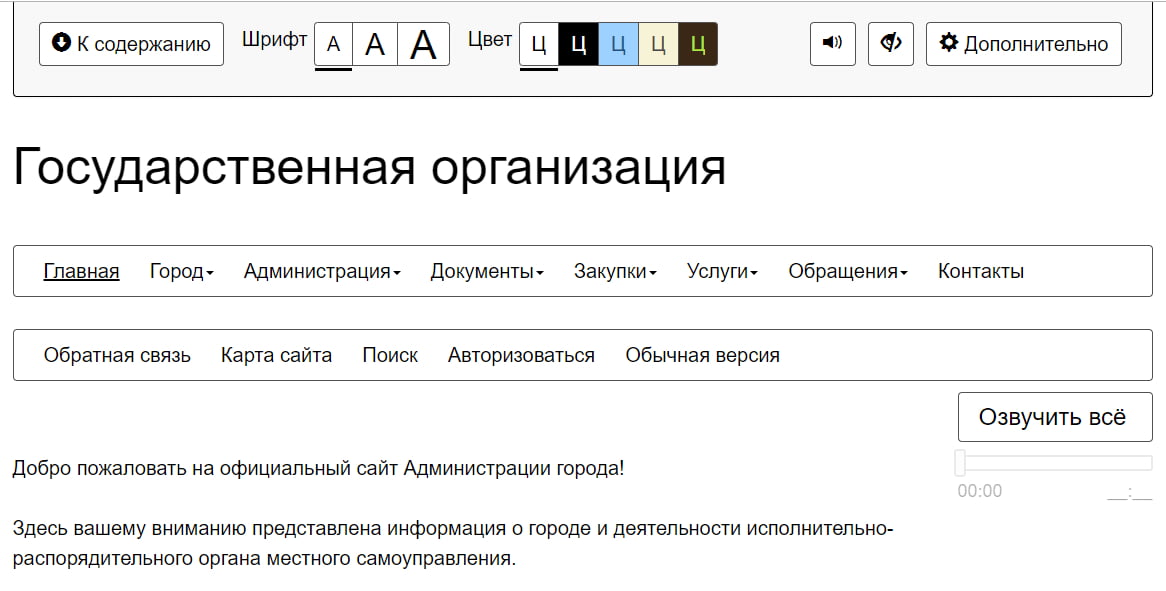 К содержанию Шрифт А А А Цвет Ц Ц Ц Ц Ц Дополнительно
Государственная организация
Главная Город Администрация Документы Закупки Услуги Обращения Контакты
Обратная связь Карта сайта Поиск Авторизоваться Обычная версия
Озвучить всё
00:00 __:__
Добро пожаловать на официальный сайт Администрации города!
Здесь вашему вниманию представлена информация о городе и деятельности исполнительно-
распорядительного органа местного самоуправления.